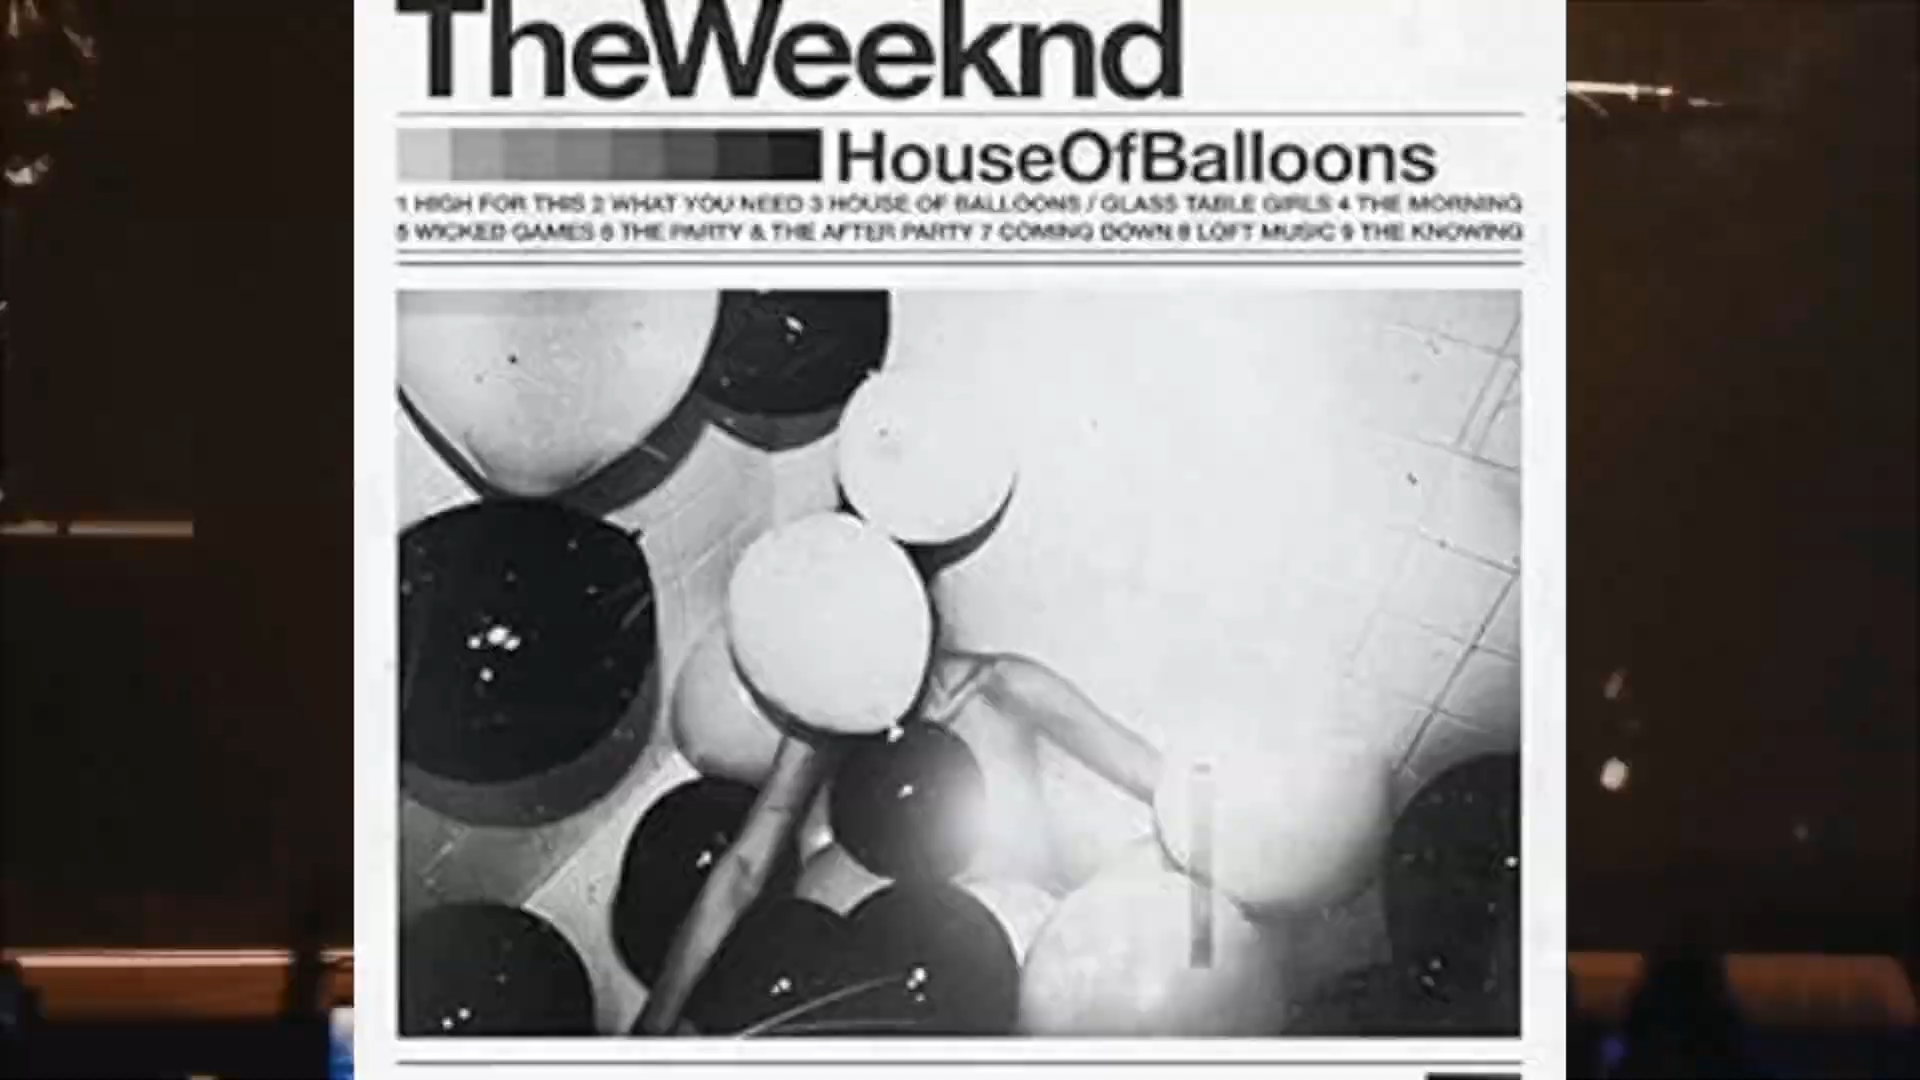 TheWeeknd
HouseOfBalloons
1 HIGH FOR THIS 2 WHAT YOU NEED 3 HOUSE OF BALLOONS / GLASS TABLE GIRLS 4 THE MORNING
5 WICKED GAMES 6 THE PARTY & THE AFTER PARTY 7 COMING DOWN 8 LOFT MUSIC 9 THE KNOWING